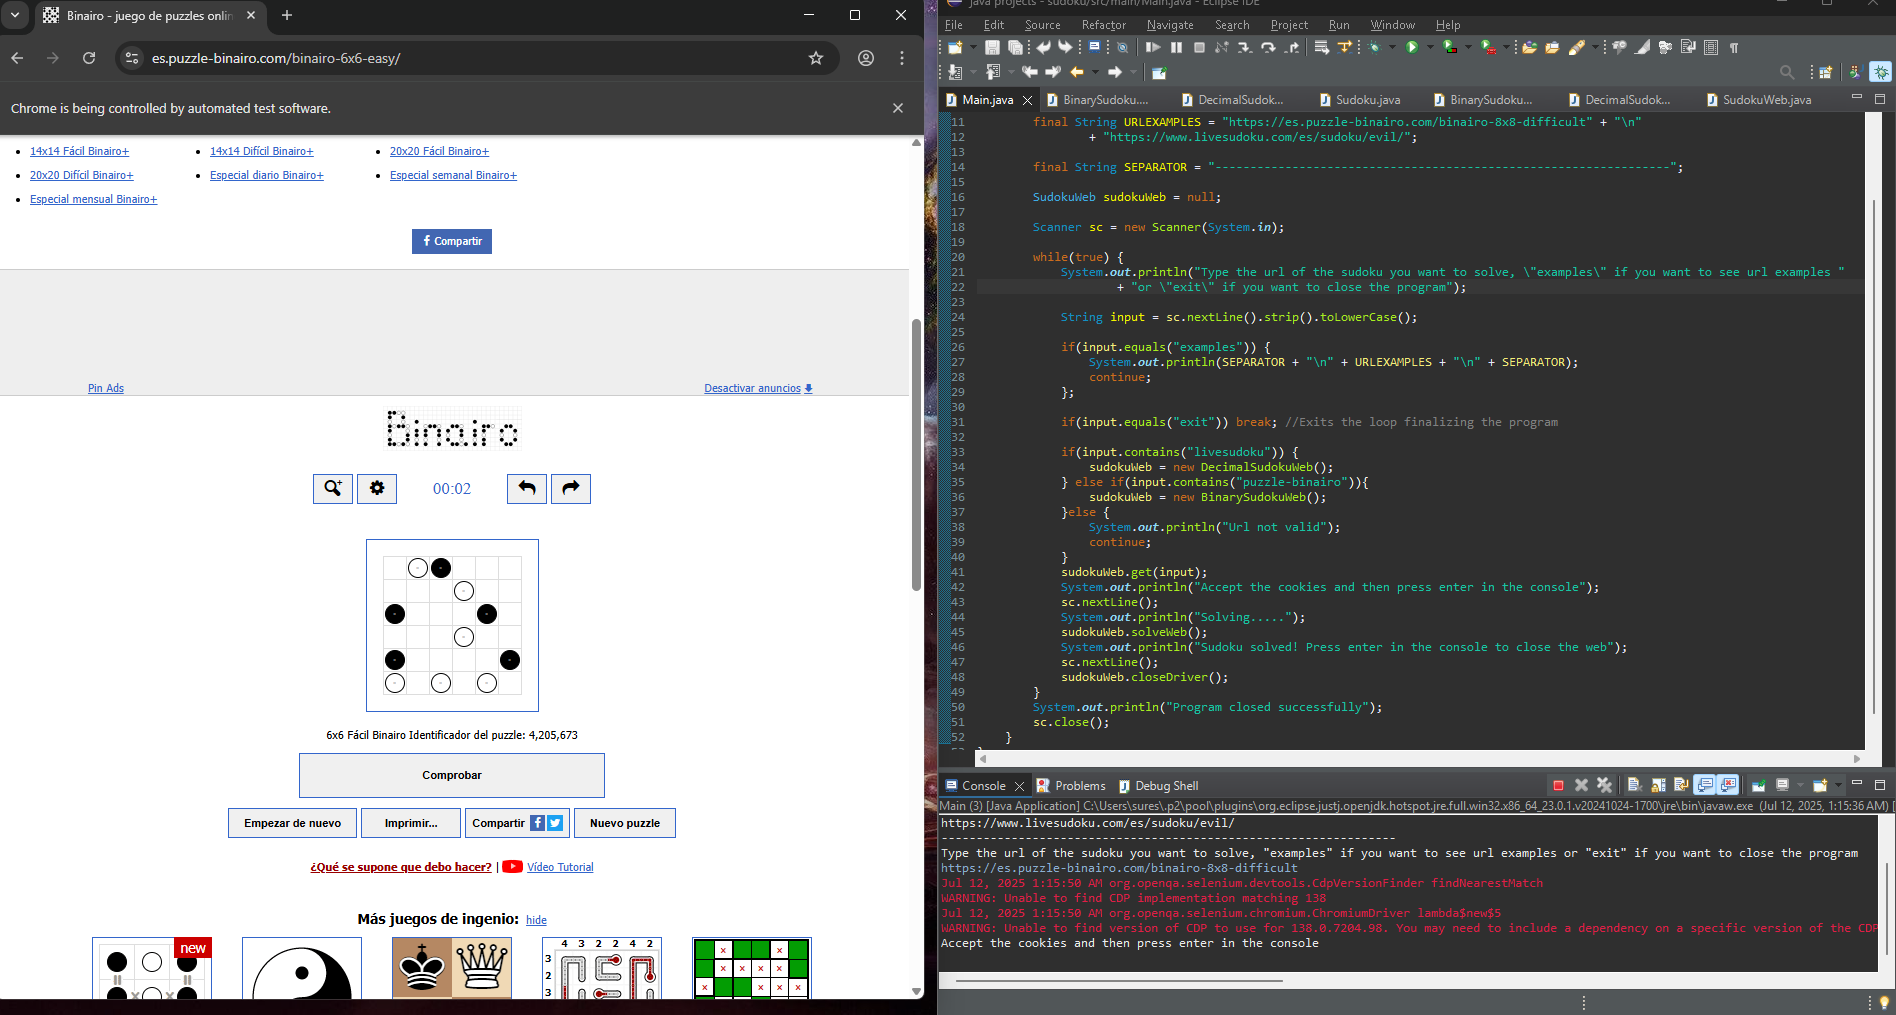 Binairo - juego de puzzles onlin
es.puzzle-binairo.com/binairo-6x6-easy/
Chrome is being controlled by automated test software.
14x14 Fácil Binairo+
14x14 Difícil Binairo+
20x20 Fácil Binairo+
20x20 Difícil Binairo+
Especial diario Binairo+
Especial semanal Binairo+
Especial mensual Binairo+
f Compartir
Pin Ads
Desactivar anuncios
Binairo
00:02
6x6 Fácil Binairo Identificador del puzzle: 4,205,673
Comprobar
Empezar de nuevo
Imprimir...
Compartir
Nuevo puzzle
¿Qué se supone que debo hacer? | Vídeo Tutorial
Más juegos de ingenio: hide
new
4 3 2 2 4 2
3
2
3
java projects - sudoku/src/main/Main.java - Eclipse IDE
File Edit Source Refactor Navigate Search Project Run Window Help
Main.java
BinarySudoku....
DecimalSudok...
Sudoku.java
BinarySudoku...
DecimalSudok...
SudokuWeb.java
11 final String URLEXAMPLES = "https://es.puzzle-binairo.com/binairo-8x8-difficult" + "\n"
12 + "https://www.livesudoku.com/es/sudoku/evil/";
13
14 final String SEPARATOR = "-----------------------------------------------------------------";
15
16 SudokuWeb sudokuWeb = null;
17
18 Scanner sc = new Scanner(System.in);
19
20 while(true) {
21 System.out.println("Type the url of the sudoku you want to solve, \"examples\" if you want to see url examples "
22 + "or \"exit\" if you want to close the program");
23
24 String input = sc.nextLine().strip().toLowerCase();
25
26 if(input.equals("examples")) {
27 System.out.println(SEPARATOR + "\n" + URLEXAMPLES + "\n" + SEPARATOR);
28 continue;
29 };
30
31 if(input.equals("exit")) break; //Exits the loop finalizing the program
32
33 if(input.contains("livesudoku")) {
34 sudokuWeb = new DecimalSudokuWeb();
35 } else if(input.contains("puzzle-binairo")){
36 sudokuWeb = new BinarySudokuWeb();
37 }else {
38 System.out.println("Url not valid");
39 continue;
40 }
41 sudokuWeb.get(input);
42 System.out.println("Accept the cookies and then press enter in the console");
43 sc.nextLine();
44 System.out.println("Solving.....");
45 sudokuWeb.solveWeb();
46 System.out.println("Sudoku solved! Press enter in the console to close the web");
47 sc.nextLine();
48 sudokuWeb.closeDriver();
49 }
50 System.out.println("Program closed successfully");
51 sc.close();
52 }
Console
Problems
Debug Shell
Main (3) [Java Application] C:\Users\sures\.p2\pool\plugins\org.eclipse.justj.openjdk.hotspot.jre.full.win32.x86_64_23.0.1.v20241024-1700\jre\bin\javaw.exe (Jul 12, 2025, 1:15:36 AM) [
https://www.livesudoku.com/es/sudoku/evil/
-----------------------------------------------------------------
Type the url of the sudoku you want to solve, "examples" if you want to see url examples or "exit" if you want to close the program
https://es.puzzle-binairo.com/binairo-8x8-difficult
Jul 12, 2025 1:15:50 AM org.openqa.selenium.devtools.CdpVersionFinder findNearestMatch
WARNING: Unable to find CDP implementation matching 138
Jul 12, 2025 1:15:50 AM org.openqa.selenium.chromium.ChromiumDriver lambda$new$5
WARNING: Unable to find version of CDP to use for 138.0.7204.98. You may need to include a dependency on a specific version of the CDP
Accept the cookies and then press enter in the console